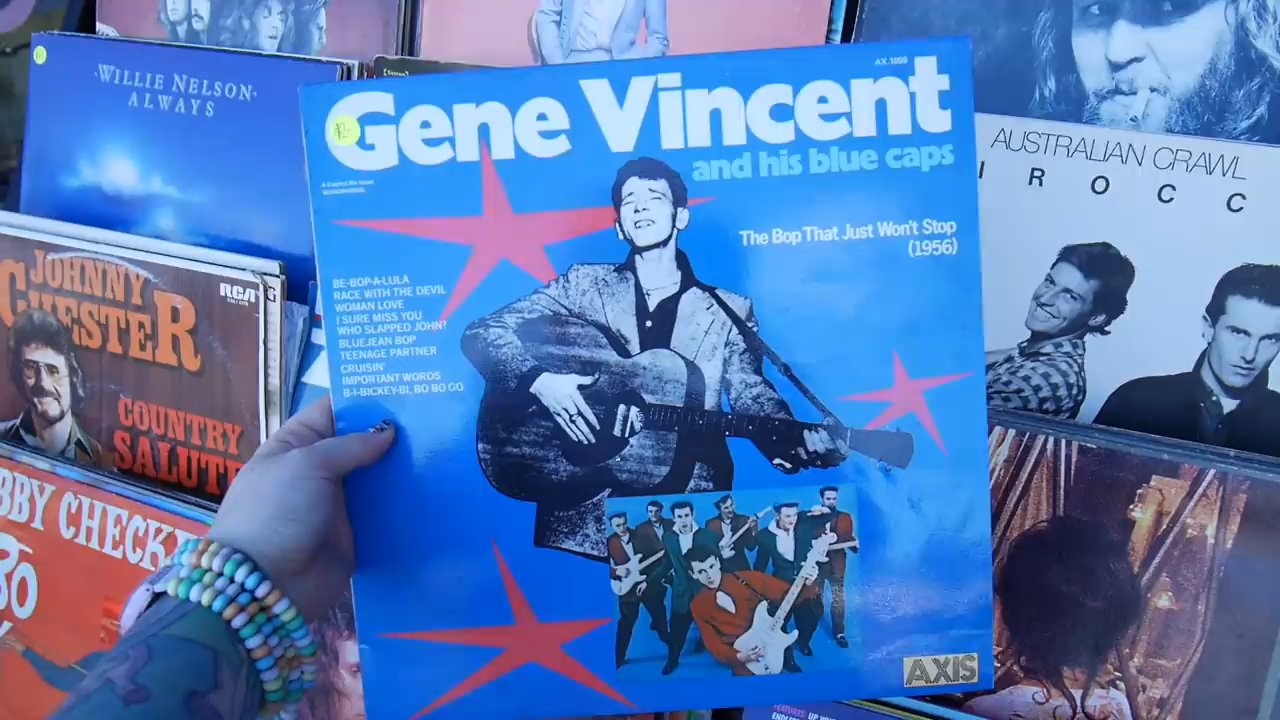 WILLIE NELSON
ALWAYS
AX.1059
Gene Vincent
$2-
and his blue caps
The Bop That Just Won't Stop
(1956)
BE-BOP-A-LULA
RACE WITH THE DEVIL
WOMAN LOVE
I SURE MISS YOU
WHO SLAPPED JOHN?
BLUEJEAN BOP
TEENAGE PARTNER
CRUISIN'
IMPORTANT WORDS
B-I-BICKEY-BI, BO BO GO
AXIS
AUSTRALIAN CRAWL
IROCC
JOHNNY
CHESTER
RCA
COUNTRY
SALUTE
BBY CHECK